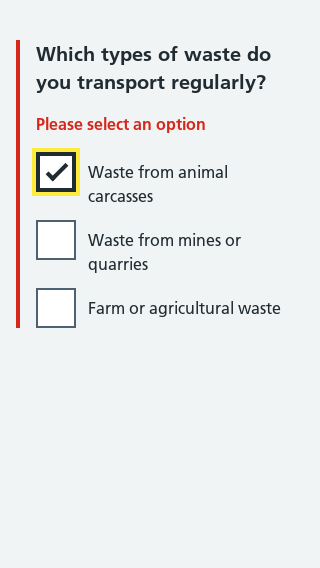 Which types of waste do
you transport regularly?
Please select an option
Waste from animal
carcasses
Waste from mines or
quarries
Farm or agricultural waste